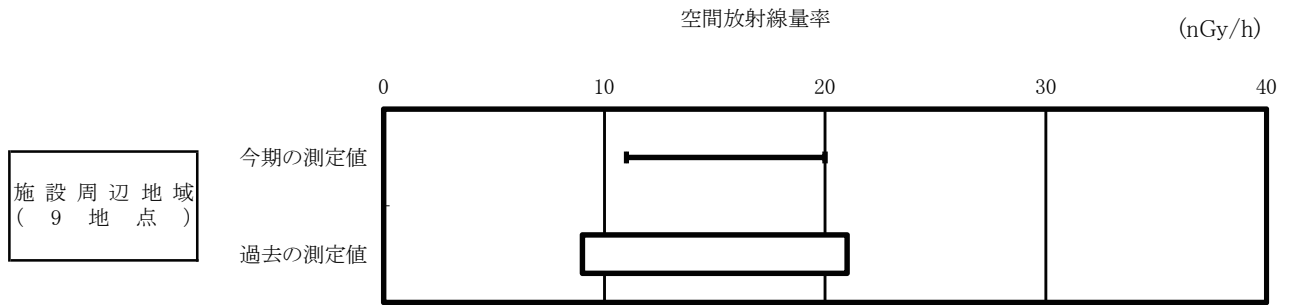 空間放射線量率
(nGy/h)
0 10 20 30 40
今期の測定値
施設周辺地域
(9地点)
過去の測定値